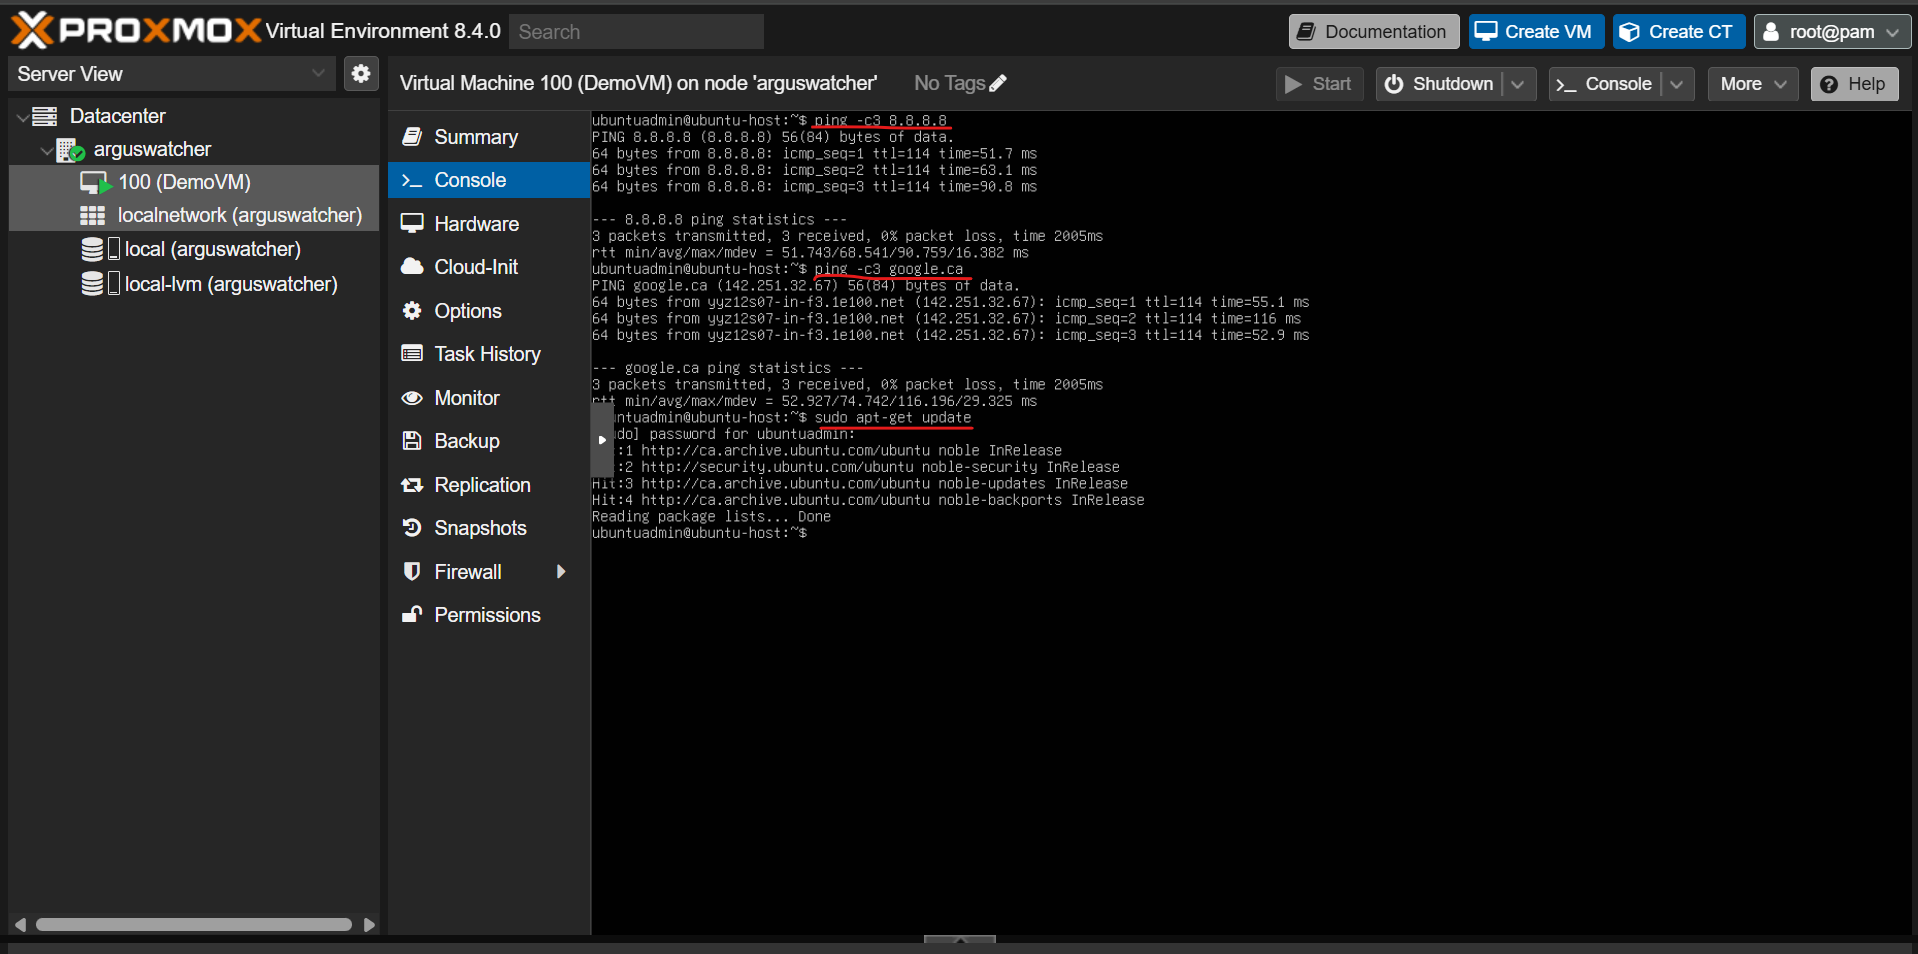 PROXMOX Virtual Environment 8.4.0 Search Documentation Create VM Create CT root@pam
Server View
Datacenter
arguswatcher
100 (DemoVM)
localnetwork (arguswatcher)
local (arguswatcher)
local-lvm (arguswatcher)
Virtual Machine 100 (DemoVM) on node 'arguswatcher' No Tags Start Shutdown Console More Help
Summary
Console
Hardware
Cloud-Init
Options
Task History
Monitor
Backup
Replication
Snapshots
Firewall
Permissions
ubuntuadmin@ubuntu-host:~$ ping -c3 8.8.8.8
PING 8.8.8.8 (8.8.8.8) 56(84) bytes of data.
64 bytes from 8.8.8.8: icmp_seq=1 ttl=114 time=51.7 ms
64 bytes from 8.8.8.8: icmp_seq=2 ttl=114 time=63.1 ms
64 bytes from 8.8.8.8: icmp_seq=3 ttl=114 time=90.8 ms
--- 8.8.8.8 ping statistics ---
3 packets transmitted, 3 received, 0% packet loss, time 2005ms
rtt min/avg/max/mdev = 51.743/68.541/90.759/16.382 ms
ubuntuadmin@ubuntu-host:~$ ping -c3 google.ca
PING google.ca (142.251.32.67) 56(84) bytes of data.
64 bytes from yyz12s07-in-f3.1e100.net (142.251.32.67): icmp_seq=1 ttl=114 time=55.1 ms
64 bytes from yyz12s07-in-f3.1e100.net (142.251.32.67): icmp_seq=2 ttl=114 time=116 ms
64 bytes from yyz12s07-in-f3.1e100.net (142.251.32.67): icmp_seq=3 ttl=114 time=52.9 ms
--- google.ca ping statistics ---
3 packets transmitted, 3 received, 0% packet loss, time 2005ms
rtt min/avg/max/mdev = 52.927/74.742/116.196/29.325 ms
ntuadmin@ubuntu-host:~$ sudo apt-get update
do] password for ubuntuadmin:
:1 http://ca.archive.ubuntu.com/ubuntu noble InRelease
:2 http://security.ubuntu.com/ubuntu noble-security InRelease
Hit:3 http://ca.archive.ubuntu.com/ubuntu noble-updates InRelease
Hit:4 http://ca.archive.ubuntu.com/ubuntu noble-backports InRelease
Reading package lists... Done
ubuntuadmin@ubuntu-host:~$